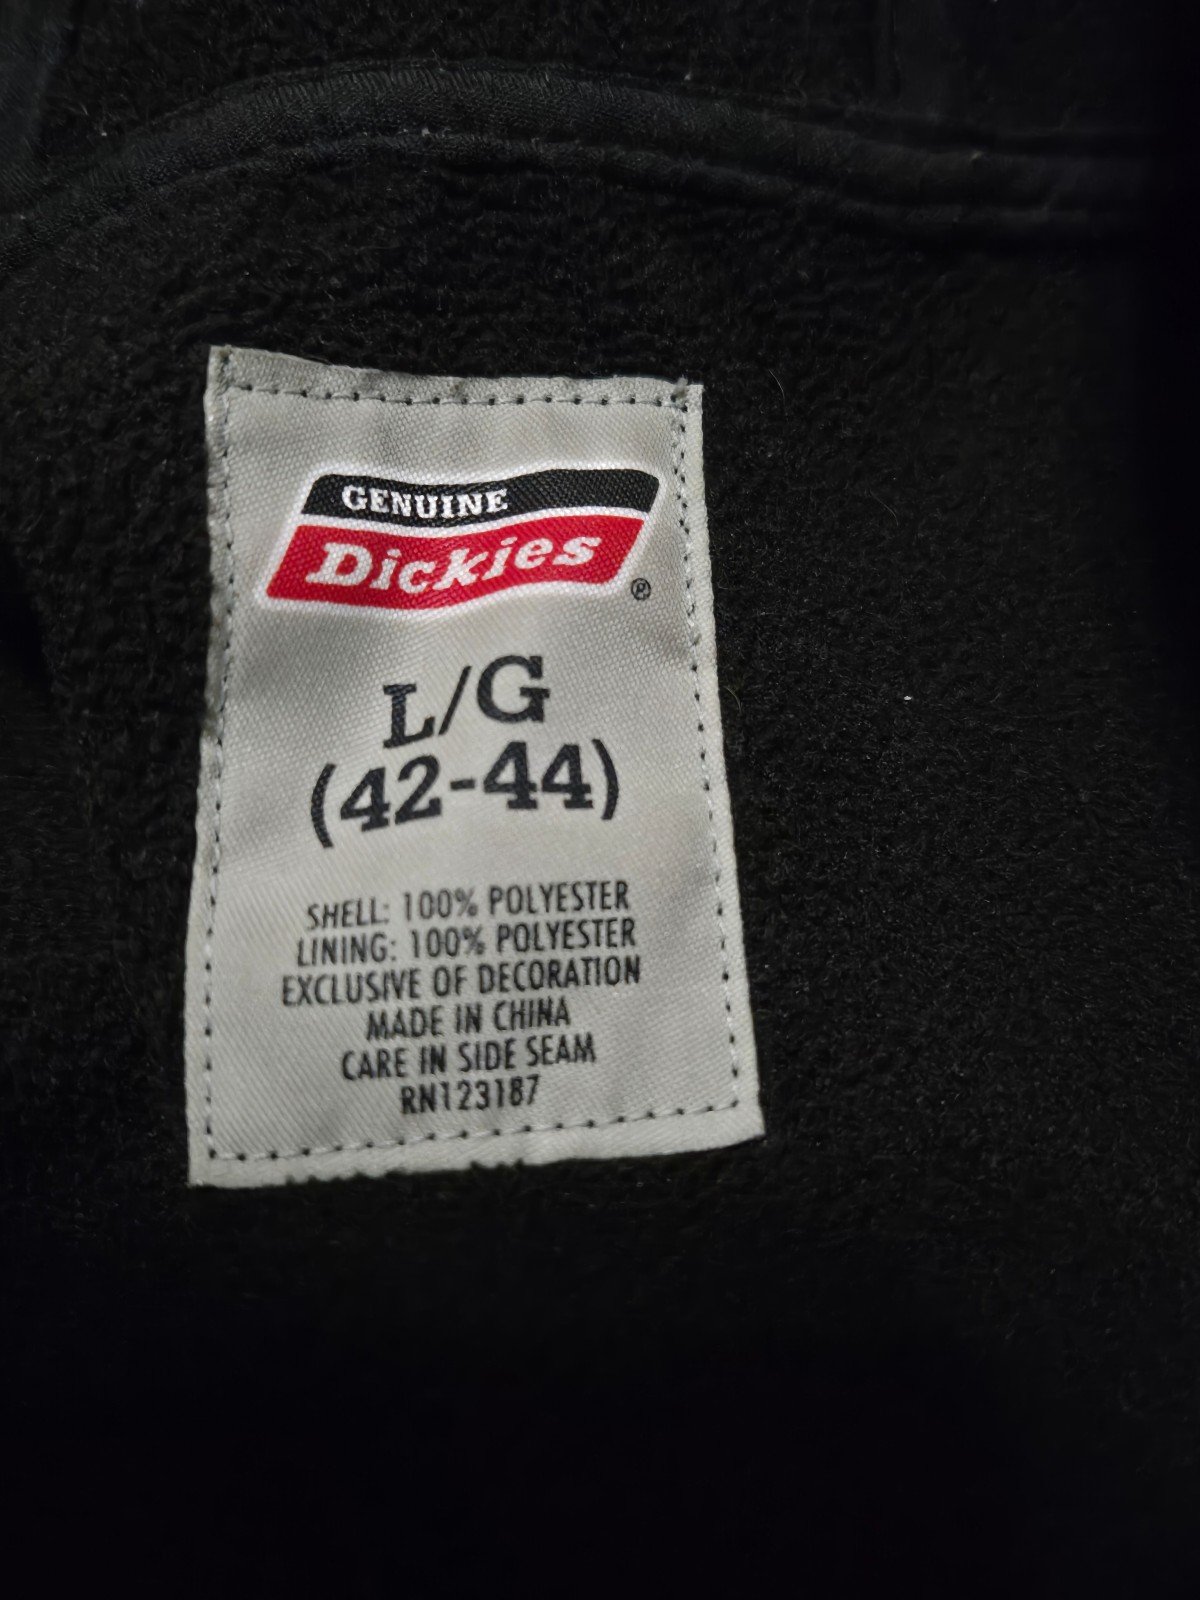 GENUINE
Dickies®
L/G
(42-44)
SHELL: 100% POLYESTER
LINING: 100% POLYESTER
EXCLUSIVE OF DECORATION
MADE IN CHINA
CARE IN SIDE SEAM
RN123187